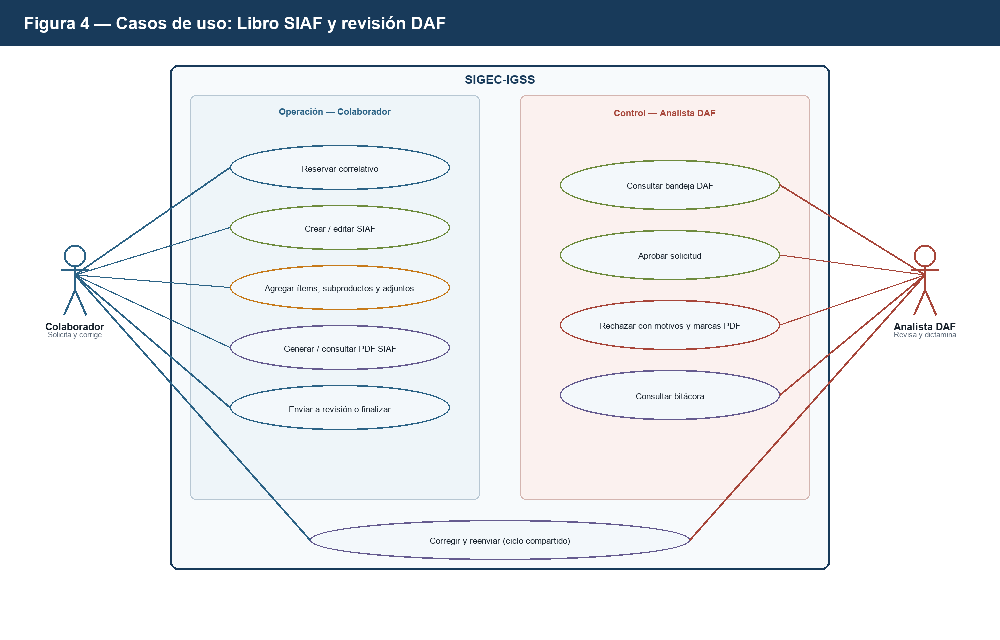 Figura 4 — Casos de uso: Libro SIAF y revisión DAF
SIGEC-IGSS
Operación — Colaborador
Reservar correlativo
Crear / editar SIAF
Agregar ítems, subproductos y adjuntos
Generar / consultar PDF SIAF
Enviar a revisión o finalizar
Control — Analista DAF
Consultar bandeja DAF
Aprobar solicitud
Rechazar con motivos y marcas PDF
Consultar bitácora
Colaborador
Solicita y corrige
Analista DAF
Revisa y dictamina
Corregir y reenviar (ciclo compartido)